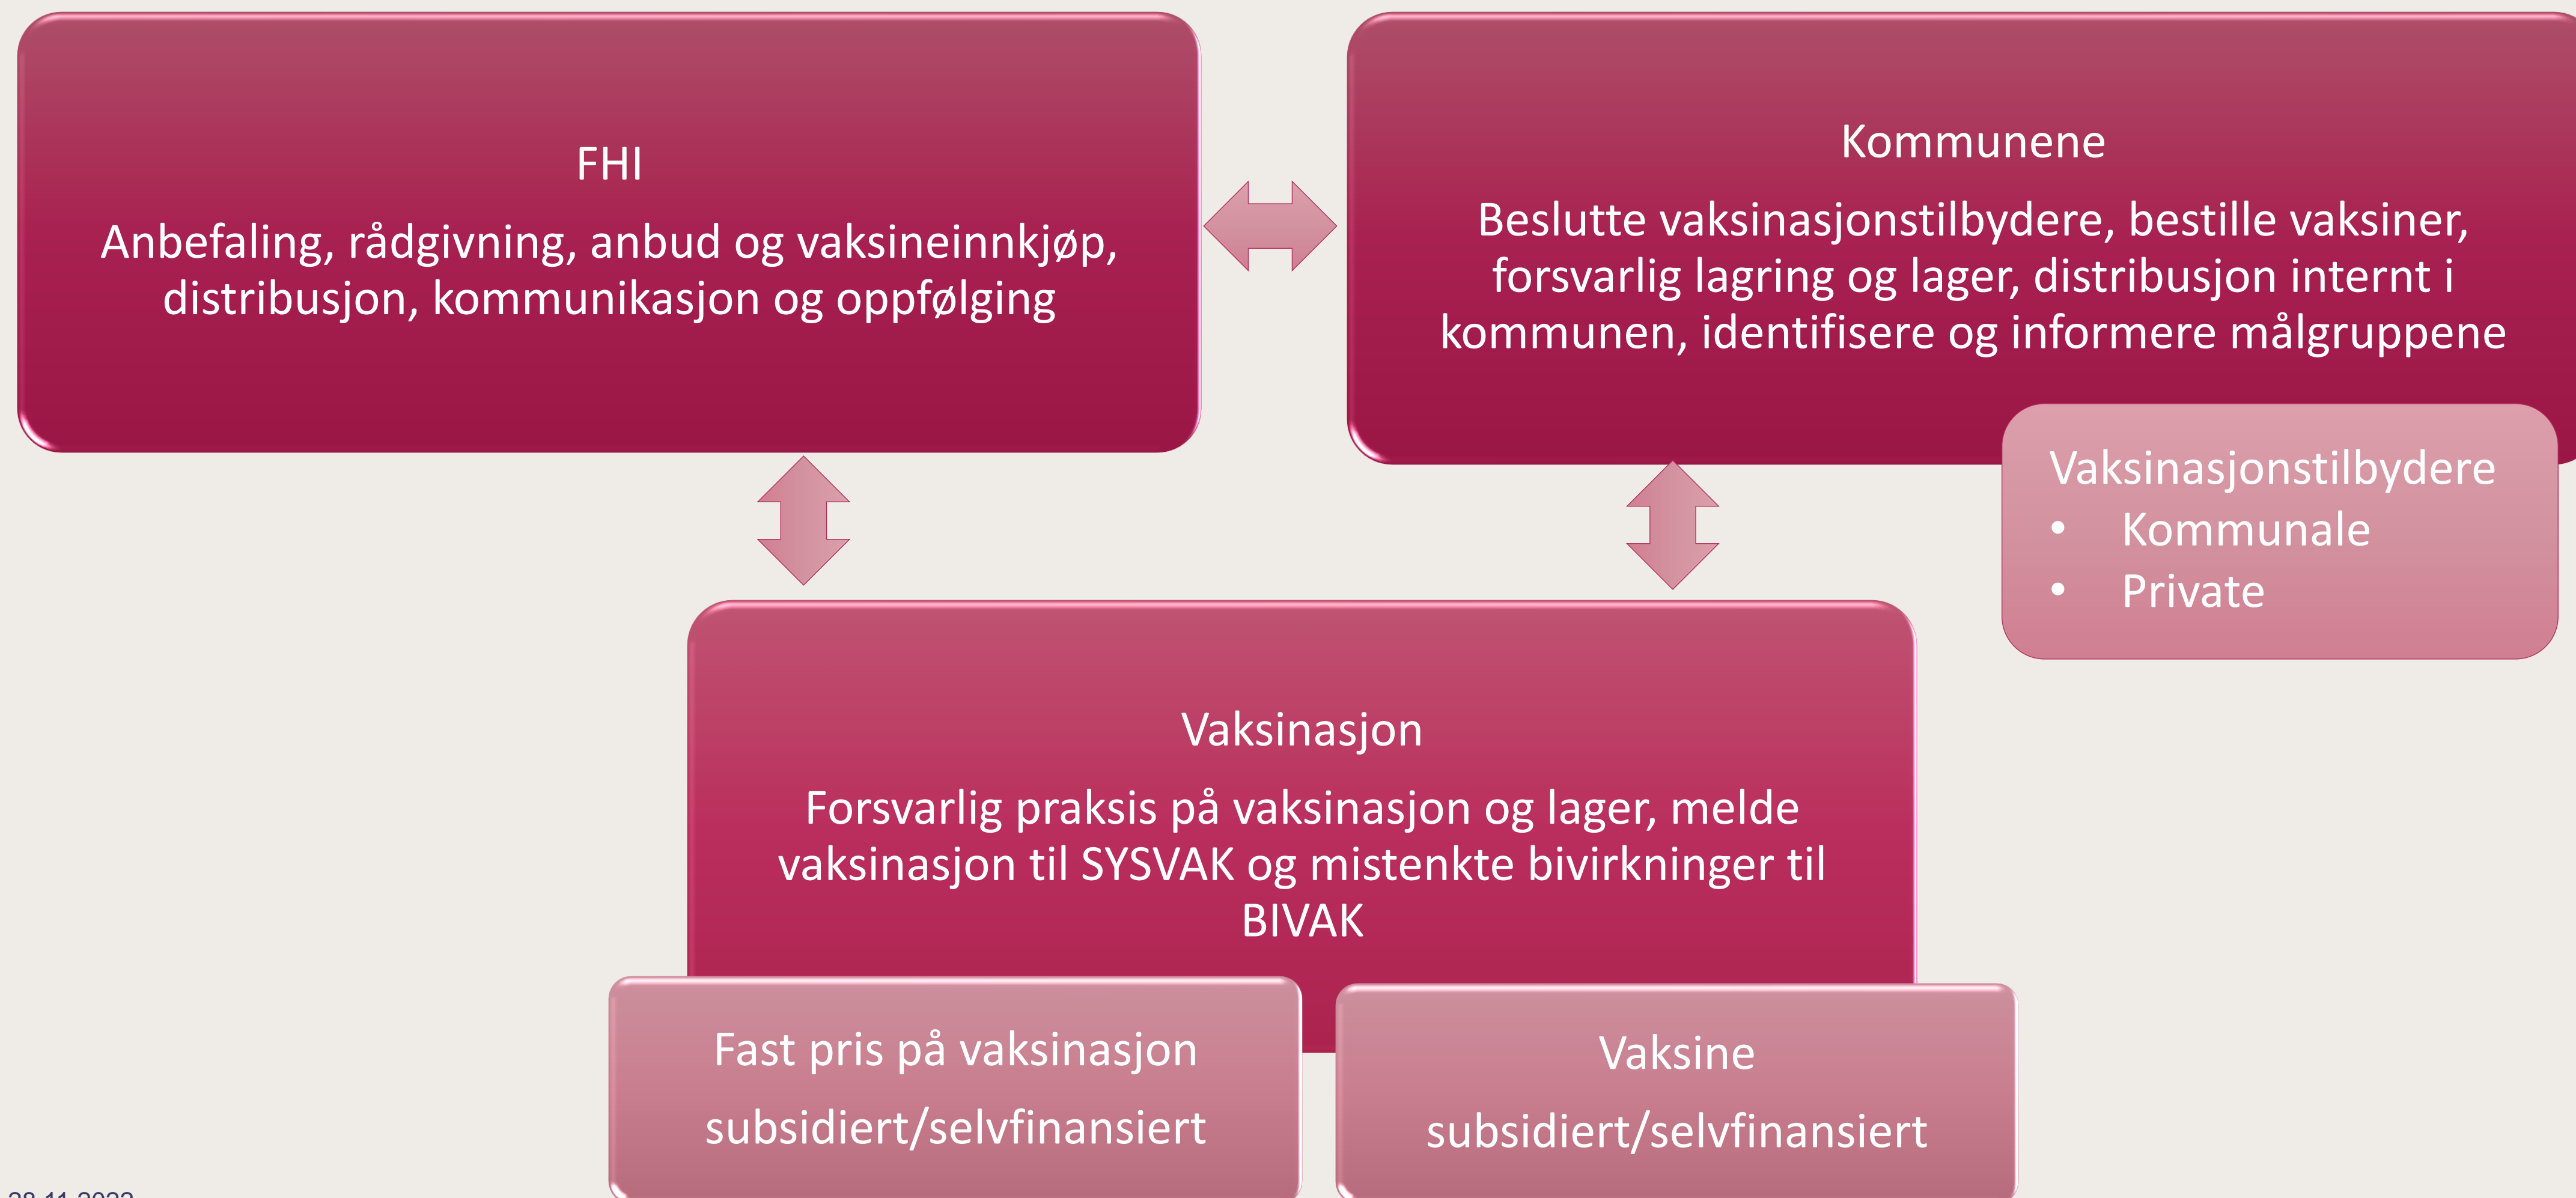 FHI
Anbefaling, rådgivning, anbud og vaksineinnkjøp,
distribusjon, kommunikasjon og oppfølging
Kommunene
Beslutte vaksinasjonstilbydere, bestille vaksiner,
forsvarlig lagring og lager, distribusjon internt i
kommunen, identifisere og informere målgruppene
Vaksinasjonstilbydere
• Kommunale
• Private
Vaksinasjon
Forsvarlig praksis på vaksinasjon og lager, melde
vaksinasjon til SYSVAK og mistenkte bivirkninger til
BIVAK
Fast pris på vaksinasjon
subsidiert/selvfinansiert
Vaksine
subsidiert/selvfinansiert